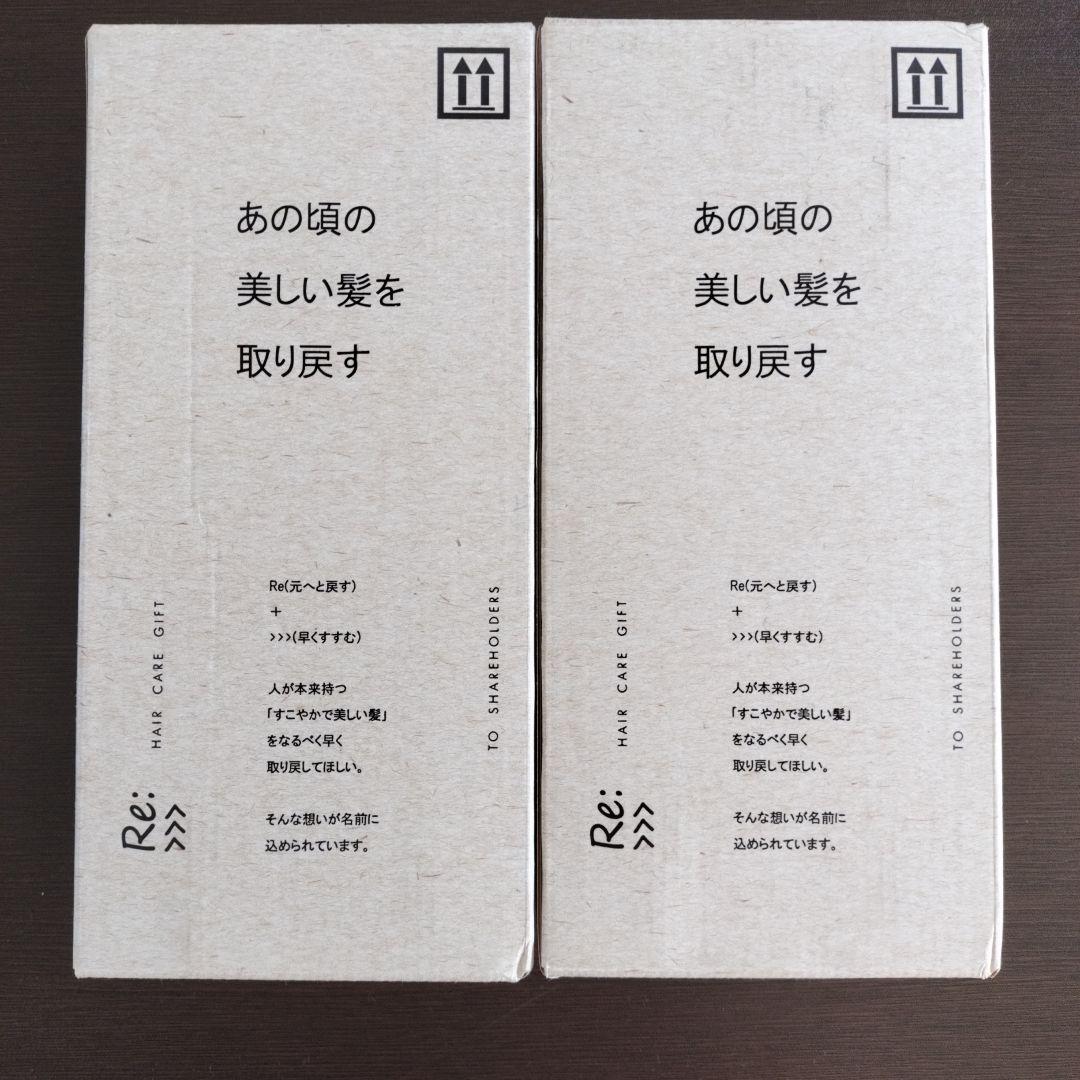 あの頃の
美しい髪を
取り戻す
Re(元へと戻す)
+
>>>(早くすすむ)
人が本来持つ
「すこやかで美しい髪」
をなるべく早く
取り戻してほしい。
そんな想いが名前に
込められています。
Re:
>>>
HAIR CARE GIFT
TO SHAREHOLDERS
あの頃の
美しい髪を
取り戻す
Re(元へと戻す)
+
>>>(早くすすむ)
人が本来持つ
「すこやかで美しい髪」
をなるべく早く
取り戻してほしい。
そんな想いが名前に
込められています。
Re:
>>>
HAIR CARE GIFT
TO SHAREHOLDERS